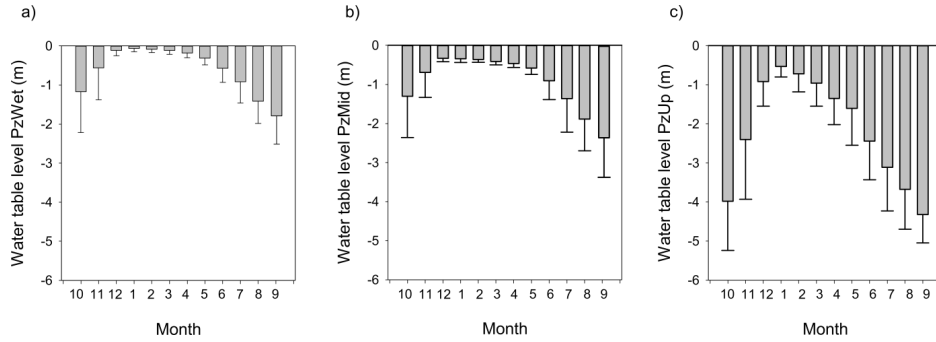 a)
Water table level PzWet (m)
0
-1
-2
-3
-4
-5
-6
10 11 12 1 2 3 4 5 6 7 8 9
Month
b)
Water table level PzMid (m)
0
-1
-2
-3
-4
-5
-6
10 11 12 1 2 3 4 5 6 7 8 9
Month
c)
Water table level PzUp (m)
0
-1
-2
-3
-4
-5
-6
10 11 12 1 2 3 4 5 6 7 8 9
Month